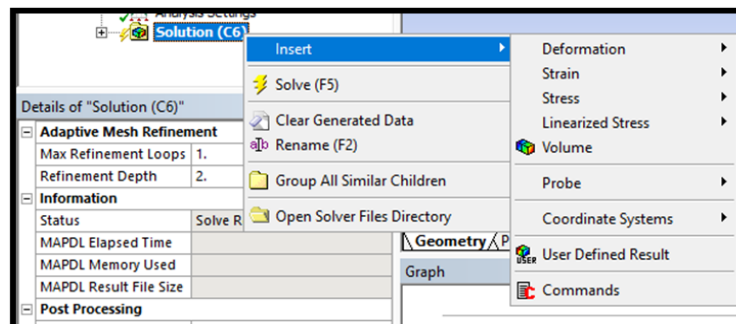 Analysis Settings
Solution (C6)
Insert
Solve (F5)
Clear Generated Data
Rename (F2)
Group All Similar Children
Open Solver Files Directory
Deformation
Strain
Stress
Linearized Stress
Volume
Probe
Coordinate Systems
USER User Defined Result
Commands
Details of "Solution (C6)"
Adaptive Mesh Refinement
Max Refinement Loops 1.
Refinement Depth 2.
Information
Status Solve R
MAPDL Elapsed Time
MAPDL Memory Used
MAPDL Result File Size
Post Processing
Geometry P
Graph